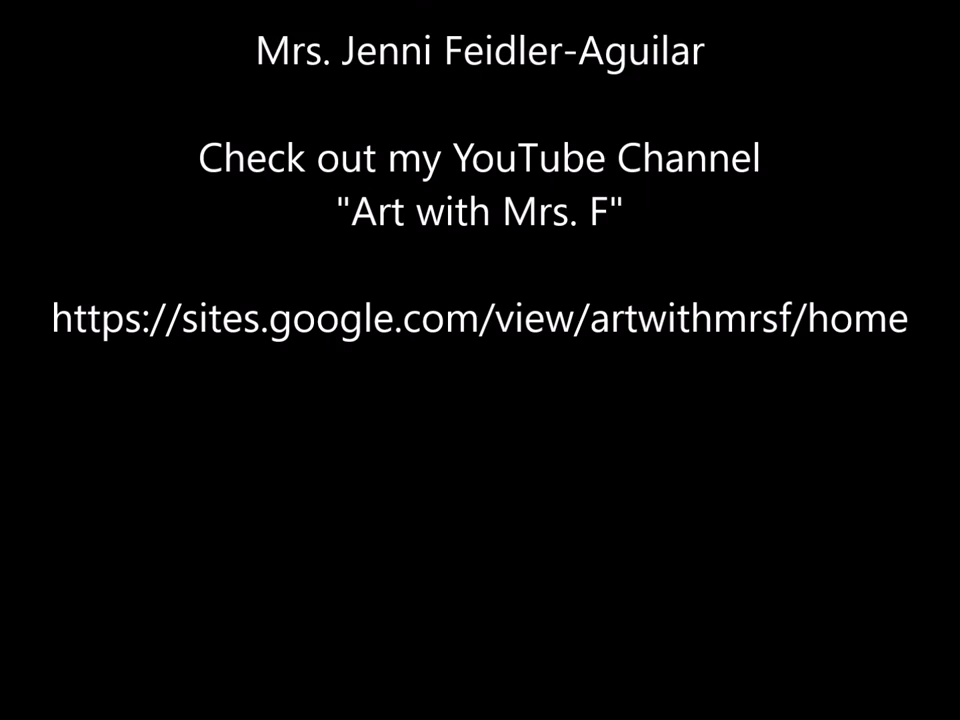 Mrs. Jenni Feidler-Aguilar
Check out my YouTube Channel
"Art with Mrs. F"
https://sites.google.com/view/artwithmrsf/home